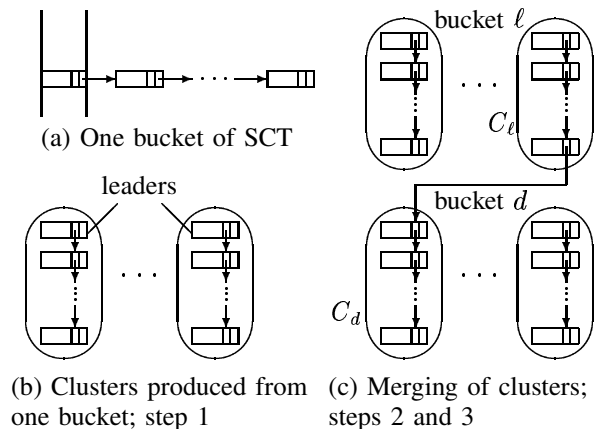 bucket ℓ
C_ℓ
(a) One bucket of SCT
leaders
bucket d
C_d
(b) Clusters produced from
one bucket; step 1
(c) Merging of clusters;
steps 2 and 3